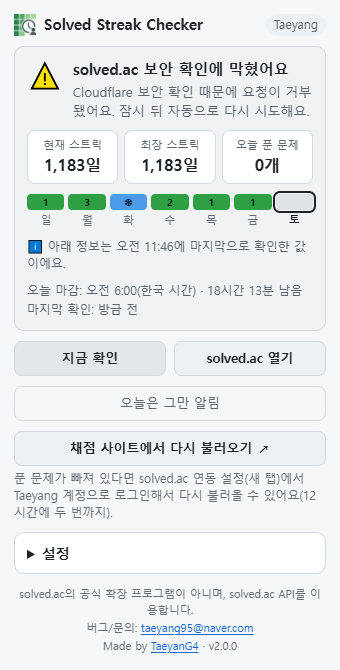 Solved Streak Checker
Taeyang
solved.ac 보안 확인에 막혔어요
Cloudflare 보안 확인 때문에 요청이 거부
됐어요. 잠시 뒤 자동으로 다시 시도해요.
현재 스트릭 최장 스트릭 오늘 푼 문제
1,183일 1,183일 0개
1 3 ❄ 2 1 1
일 월 화 수 목 금 토
ℹ 아래 정보는 오전 11:46에 마지막으로 확인한 값
이에요.
오늘 마감: 오전 6:00(한국 시간) · 18시간 13분 남음
마지막 확인: 방금 전
지금 확인 solved.ac 열기
오늘은 그만 알림
채점 사이트에서 다시 불러오기 ↗
푼 문제가 빠져 있다면 solved.ac 연동 설정(새 탭)에서
Taeyang 계정으로 로그인해서 다시 불러올 수 있어요(12
시간에 두 번까지).
▶ 설정
solved.ac의 공식 확장 프로그램이 아니며, solved.ac API를 이
용합니다.
버그/문의: taeyang95@naver.com
Made by TaeyangG4 · v2.0.0